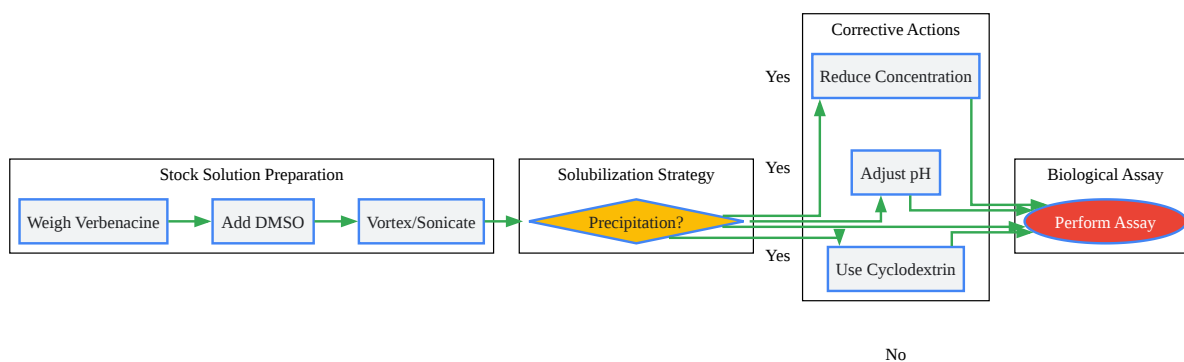 Stock Solution Preparation
Weigh Verbenacine
Add DMSO
Vortex/Sonicate
Solubilization Strategy
Precipitation?
Yes
Yes
Yes
No
Corrective Actions
Reduce Concentration
Adjust pH
Use Cyclodextrin
Biological Assay
Perform Assay